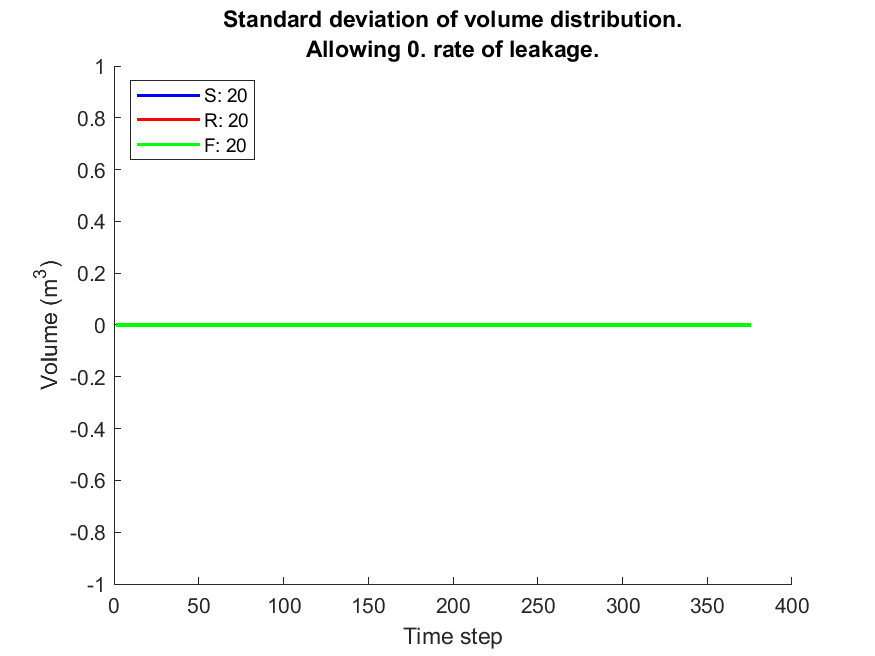 Standard deviation of volume distribution.
Allowing 0. rate of leakage.
1
0.8
0.6
0.4
0.2
0
-0.2
-0.4
-0.6
-0.8
-1
Volume (m³)
S: 20
R: 20
F: 20
0 50 100 150 200 250 300 350 400
Time step